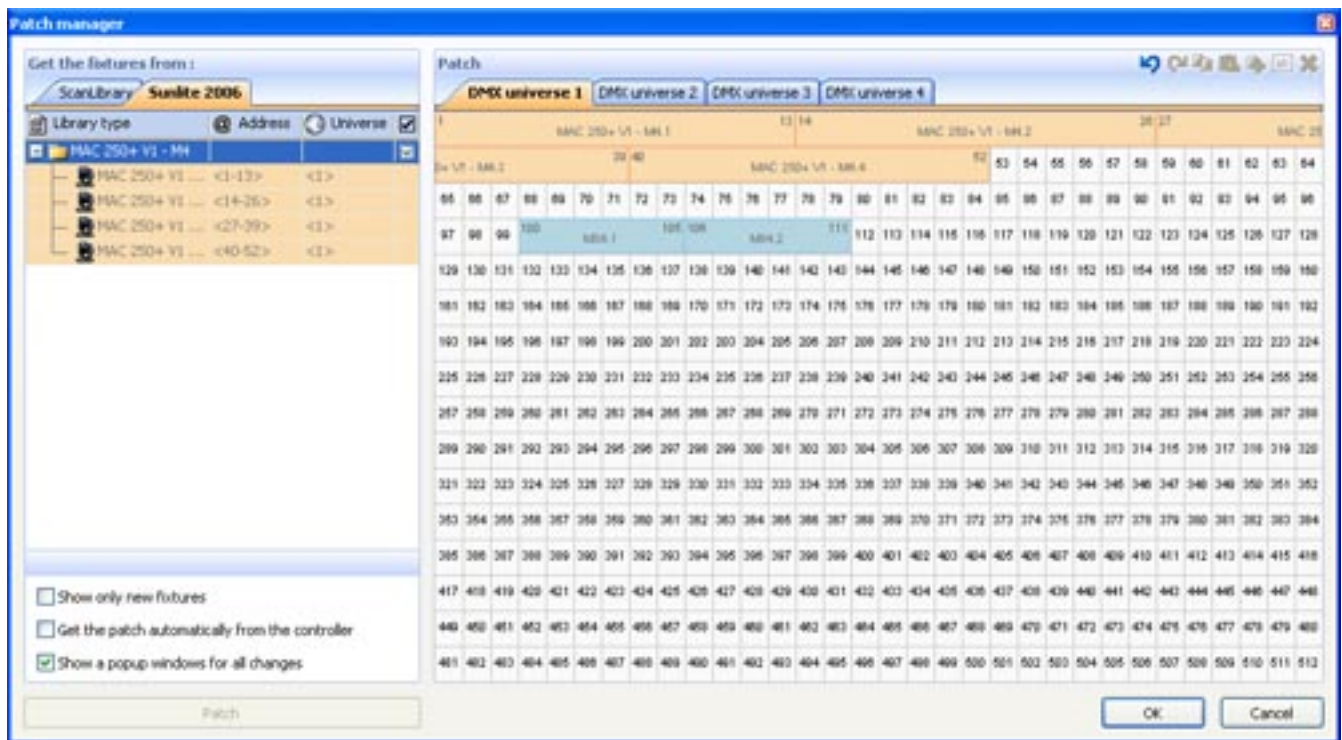 Patch manager
Get the fixtures from :
ScanLibrary Sunlite 2006
Library type @ Address Universe
MAC 250+ V1 - M4
MAC 250+ V1 .... <1-13> <1>
MAC 250+ V1 .... <14-26> <1>
MAC 250+ V1 .... <27-39> <1>
MAC 250+ V1 .... <40-52> <1>
Show only new fixtures
Get the patch automatically from the controller
Show a popup windows for all changes
Patch
Patch
DMX universe 1 DMX universe 2 DMX universe 3 DMX universe 4
1 MAC 250+ V1 - M4.1 13 14 MAC 250+ V1 - M4.2 26 27 MAC 25
0+ V1 - M4.3 39 40 MAC 250+ V1 - M4.4 52 53 54 55 56 57 58 59 60 61 62 63 64
65 66 67 68 69 70 71 72 73 74 75 76 77 78 79 80 81 82 83 84 85 86 87 88 89 90 91 92 93 94 95 96
97 98 99 100 105 106 111 112 113 114 115 116 117 118 119 120 121 122 123 124 125 126 127 128
129 130 131 132 133 134 135 136 137 138 139 140 141 142 143 144 145 146 147 148 149 150 151 152 153 154 155 156 157 158 159 160
161 162 163 164 165 166 167 168 169 170 171 172 173 174 175 176 177 178 179 180 181 182 183 184 185 186 187 188 189 190 191 192
193 194 195 196 197 198 199 200 201 202 203 204 205 206 207 208 209 210 211 212 213 214 215 216 217 218 219 220 221 222 223 224
225 226 227 228 229 230 231 232 233 234 235 236 237 238 239 240 241 242 243 244 245 246 247 248 249 250 251 252 253 254 255 256
257 258 259 260 261 262 263 264 265 266 267 268 269 270 271 272 273 274 275 276 277 278 279 280 281 282 283 284 285 286 287 288
289 290 291 292 293 294 295 296 297 298 299 300 301 302 303 304 305 306 307 308 309 310 311 312 313 314 315 316 317 318 319 320
321 322 323 324 325 326 327 328 329 330 331 332 333 334 335 336 337 338 339 340 341 342 343 344 345 346 347 348 349 350 351 352
353 354 355 356 357 358 359 360 361 362 363 364 365 366 367 368 369 370 371 372 373 374 375 376 377 378 379 380 381 382 383 384
385 386 387 388 389 390 391 392 393 394 395 396 397 398 399 400 401 402 403 404 405 406 407 408 409 410 411 412 413 414 415 416
417 418 419 420 421 422 423 424 425 426 427 428 429 430 431 432 433 434 435 436 437 438 439 440 441 442 443 444 445 446 447 448
449 450 451 452 453 454 455 456 457 458 459 460 461 462 463 464 465 466 467 468 469 470 471 472 473 474 475 476 477 478 479 480
481 482 483 484 485 486 487 488 489 490 491 492 493 494 495 496 497 498 499 500 501 502 503 504 505 506 507 508 509 510 511 512
OK Cancel